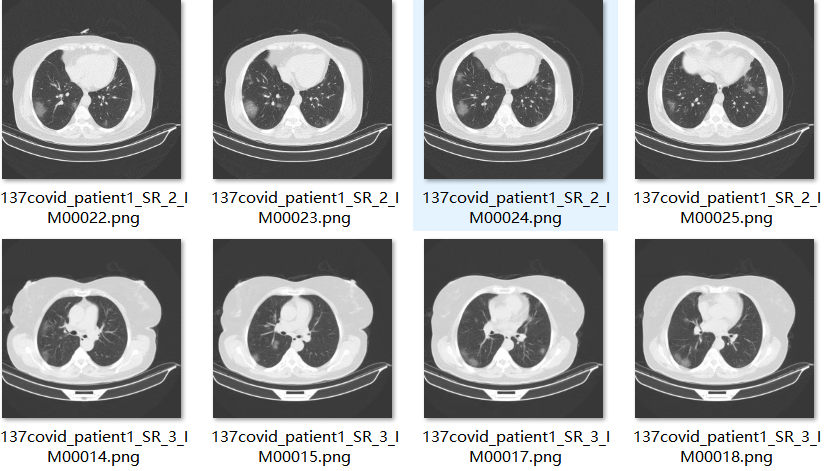 137covid_patient1_SR_2_I
M00022.png
137covid_patient1_SR_2_I
M00023.png
137covid_patient1_SR_2_I
M00024.png
137covid_patient1_SR_2_I
M00025.png
137covid_patient1_SR_3_I
M00014.png
137covid_patient1_SR_3_I
M00015.png
137covid_patient1_SR_3_I
M00017.png
137covid_patient1_SR_3_I
M00018.png